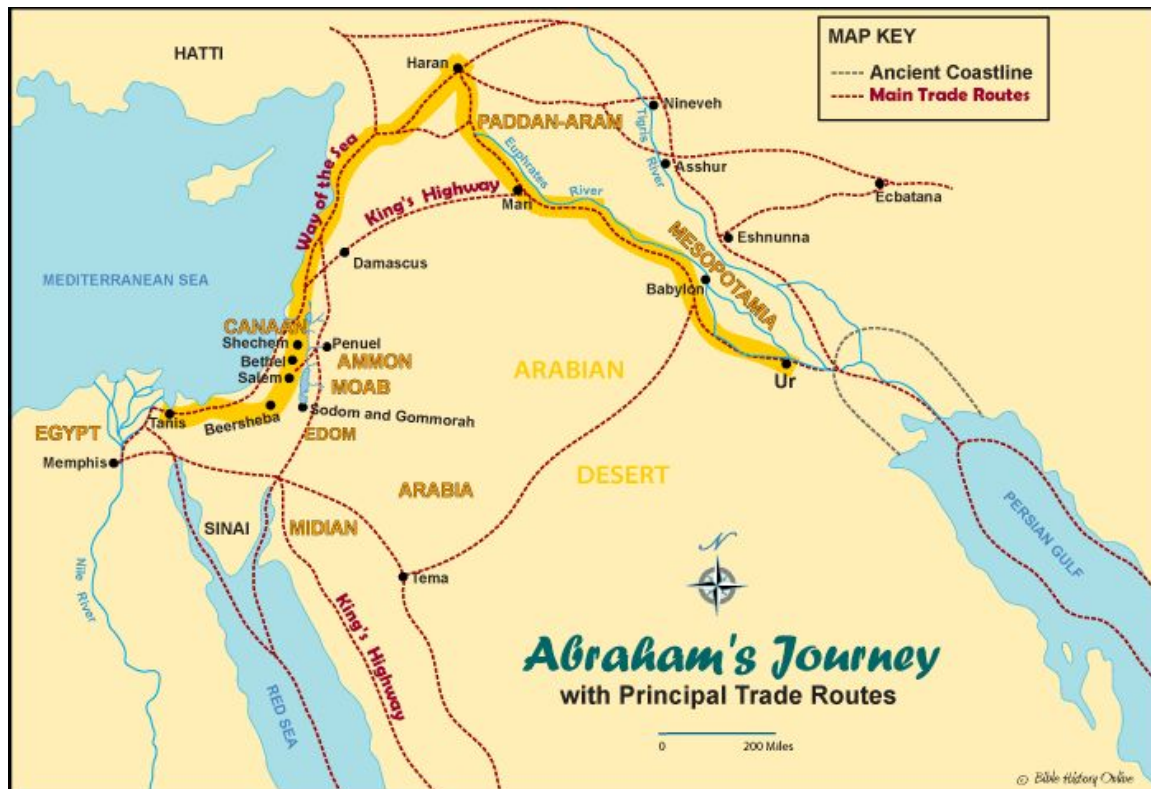 HATTI
MAP KEY
Ancient Coastline
Main Trade Routes
Haran
Nineveh
PADDAN-ARAM
Tigris
River
Way of the Sea
Euphrates
River
Asshur
Ecbatana
King's Highway
Mari
Eshnunna
Damascus
MESOPOTAMIA
MEDITERRANEAN SEA
Babylon
CANAAN
Shechem
Penuel
Bethel
AMMON
Salem
MOAB
ARABIAN
Ur
Tanis
Beersheba
Sodom and Gommorah
EGYPT
EDOM
Memphis
DESERT
ARABIA
SINAI
MIDIAN
PERSIAN GULF
N
Nile
River
Tema
King's Highway
RED SEA
Abraham's Journey
with Principal Trade Routes
0 200 Miles
© Bible History Online